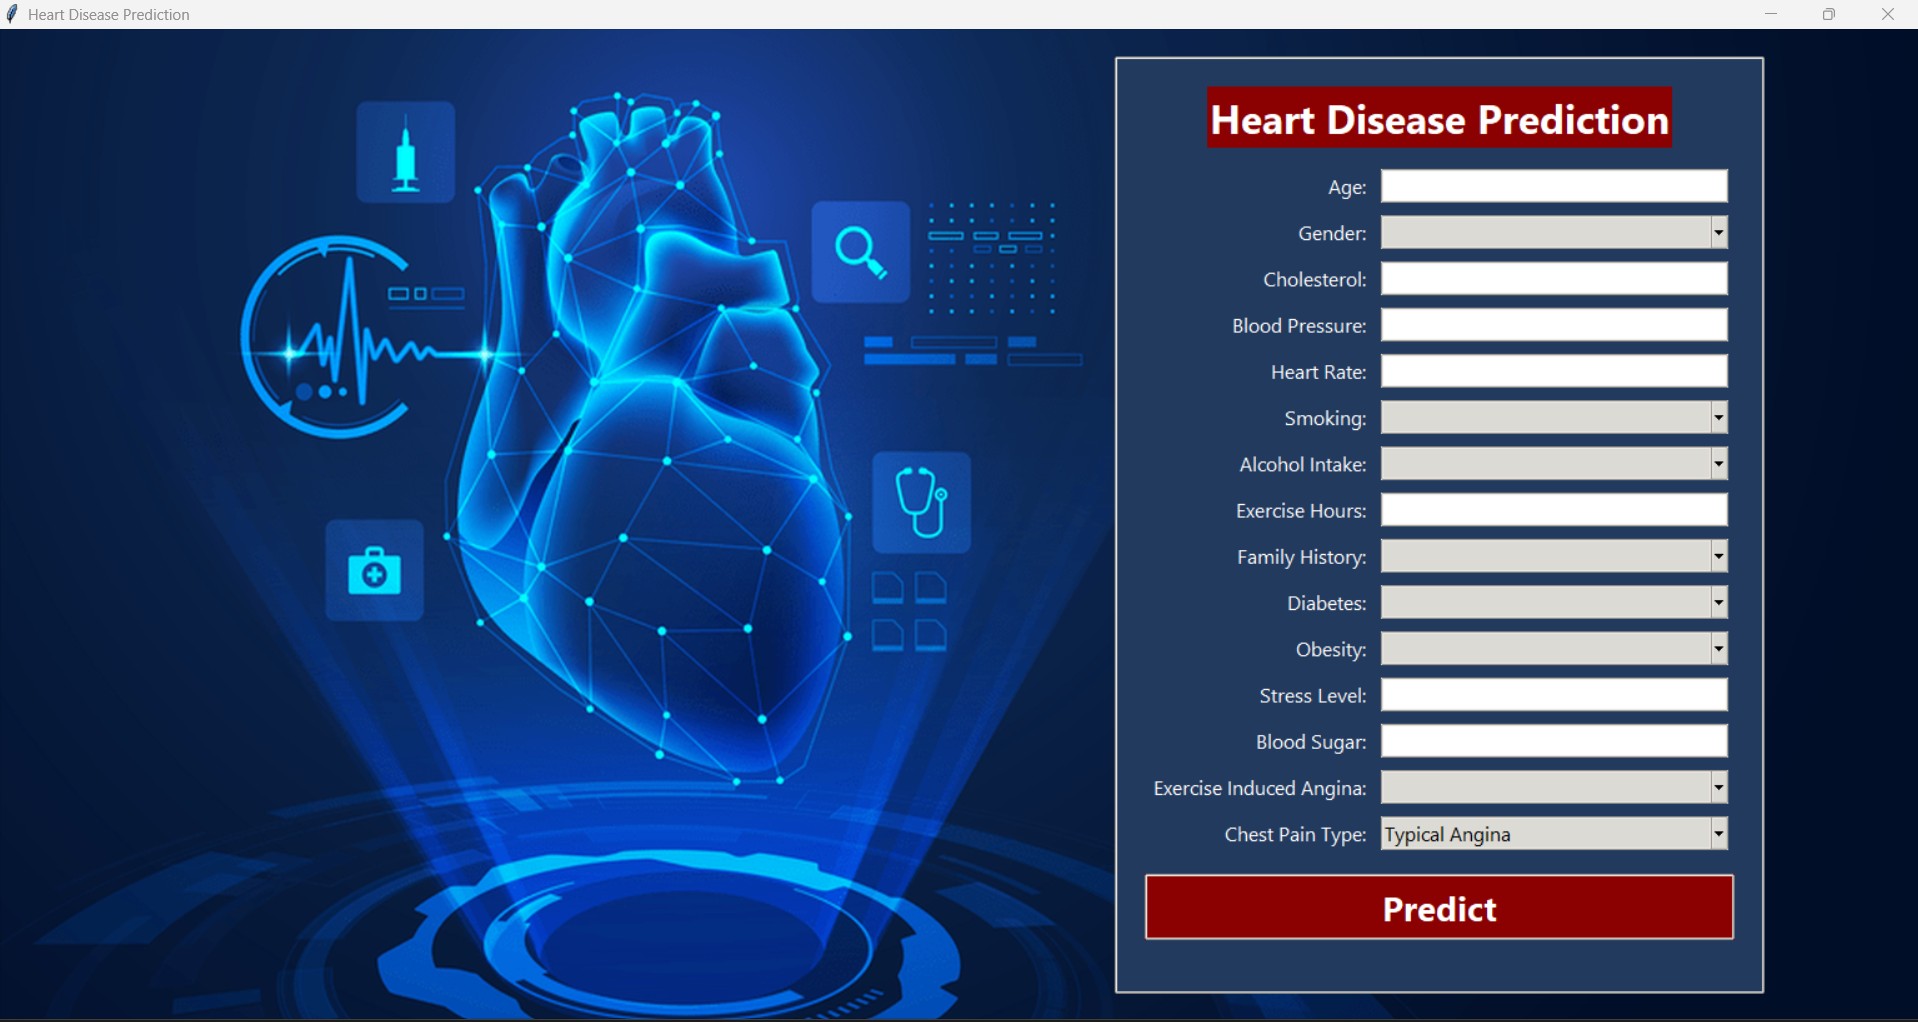 Heart Disease Prediction
Heart Disease Prediction
Age:
Gender:
Cholesterol:
Blood Pressure:
Heart Rate:
Smoking:
Alcohol Intake:
Exercise Hours:
Family History:
Diabetes:
Obesity:
Stress Level:
Blood Sugar:
Exercise Induced Angina:
Chest Pain Type: Typical Angina
Predict